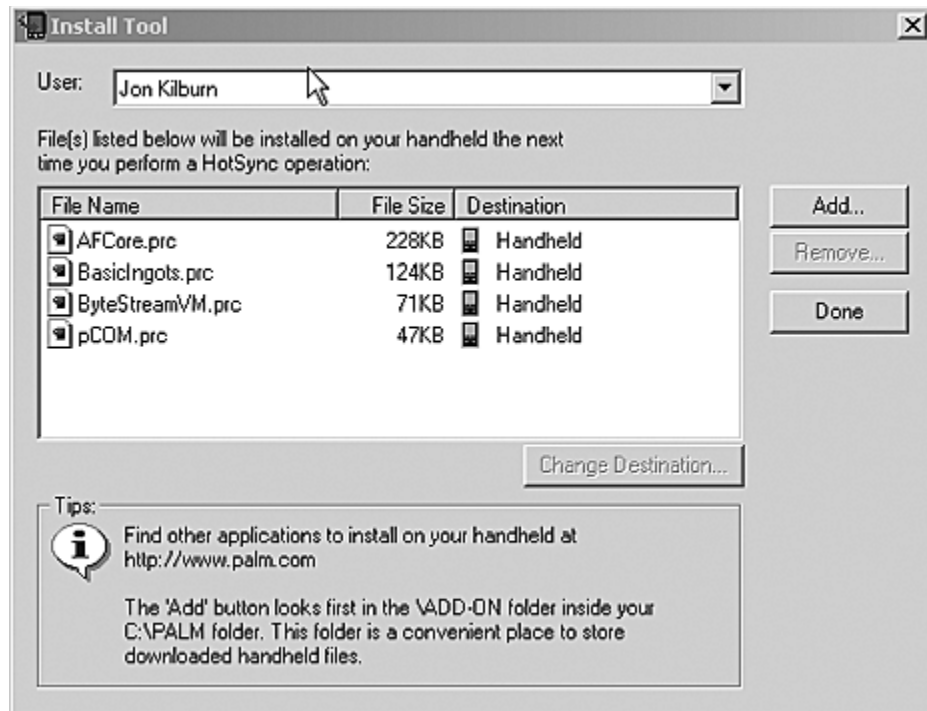 Install Tool
User: Jon Kilburn
File(s) listed below will be installed on your handheld the next
time you perform a HotSync operation:
File Name File Size Destination
AFCore.prc 228KB Handheld
BasicIngots.prc 124KB Handheld
ByteStreamVM.prc 71KB Handheld
pCOM.prc 47KB Handheld
Add...
Remove...
Done
Change Destination...
Tips:
Find other applications to install on your handheld at
http://www.palm.com
The 'Add' button looks first in the \ADD-ON folder inside your
C:\PALM folder. This folder is a convenient place to store
downloaded handheld files.